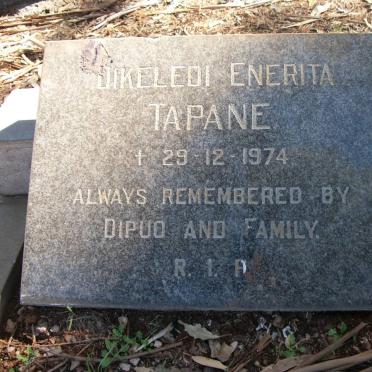 DIKELEDI ENERITA
TAPANE
† 29-12-1974
ALWAYS REMEMBERED BY
DIPUO AND FAMILY.
R. I. P.